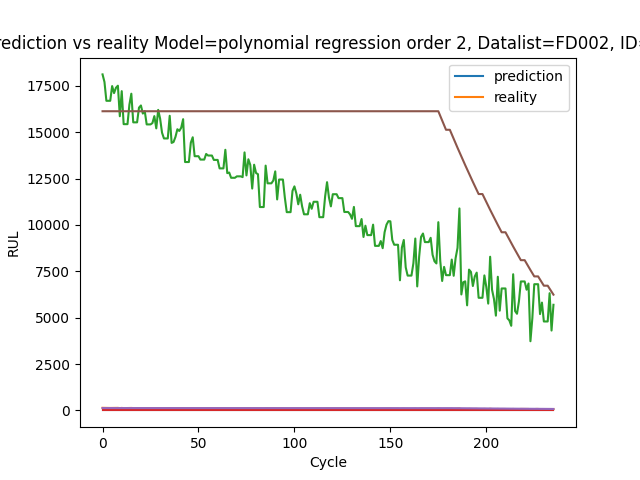 rediction vs reality Model=polynomial regression order 2, Datalist=FD002, ID=
prediction
reality
17500
15000
12500
10000
7500
5000
2500
0
RUL
0 50 100 150 200
Cycle